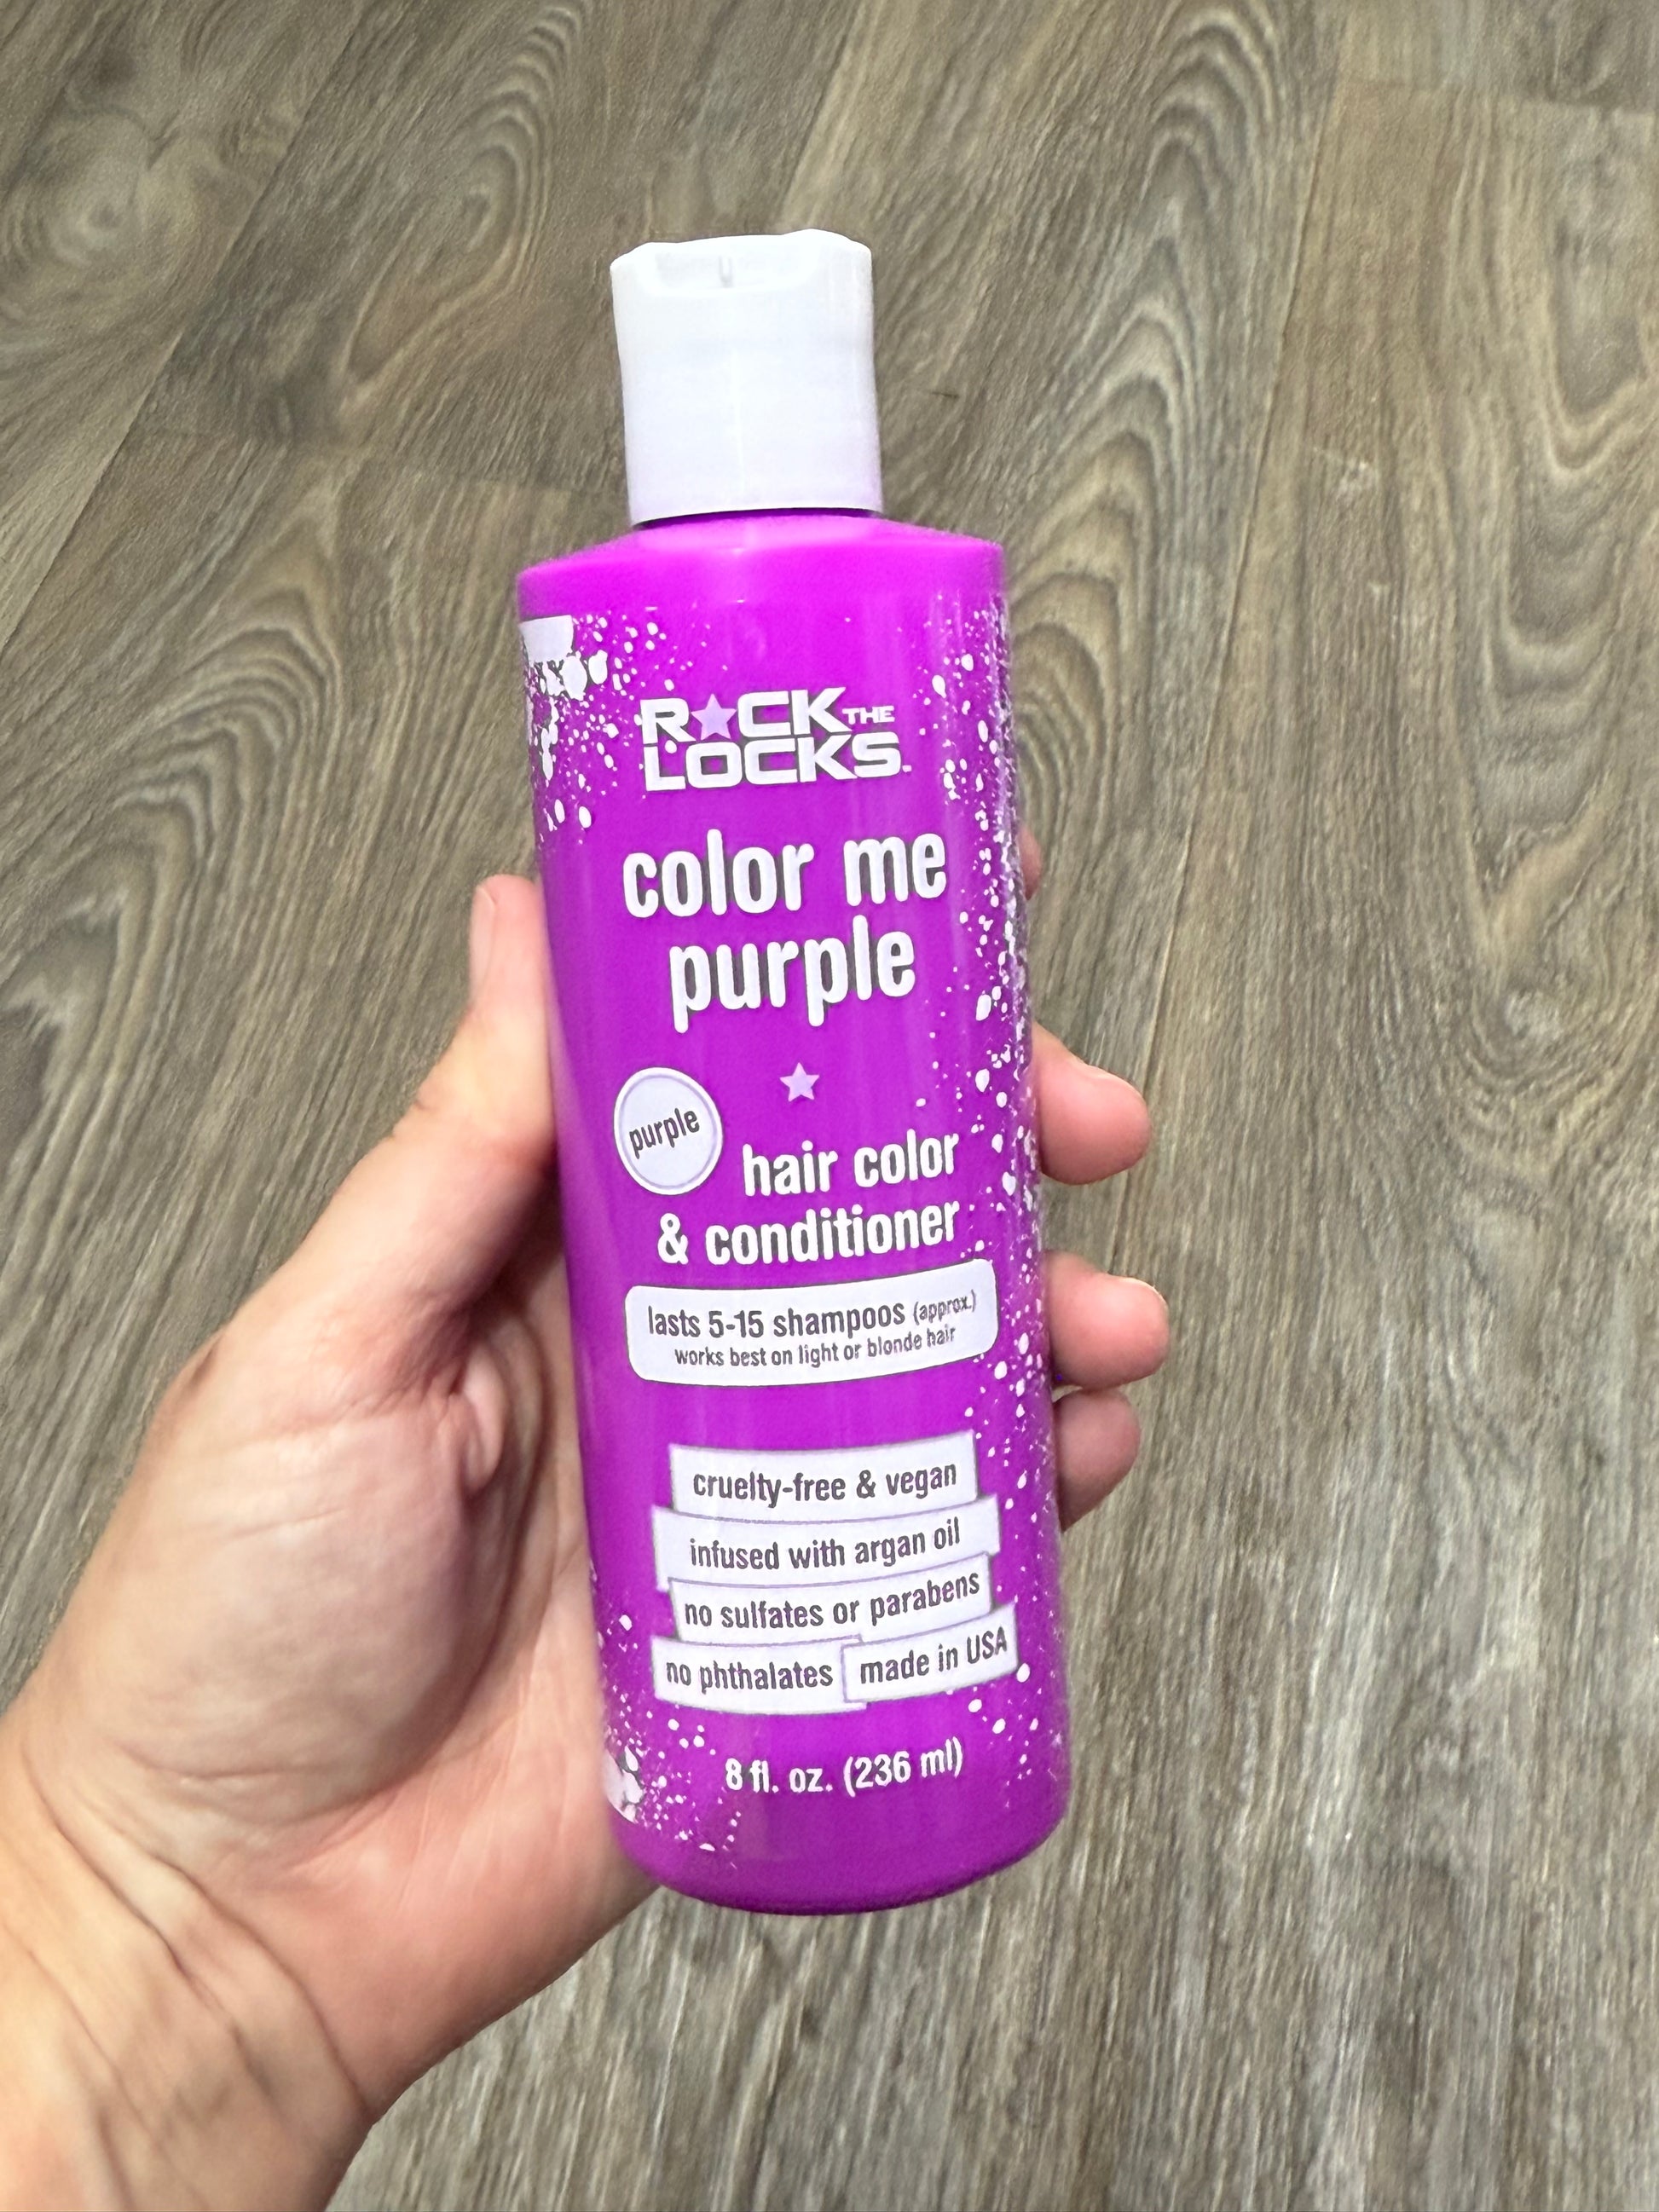 R★CK THE
LOCKS™
color me
purple
purple
hair color
& conditioner
lasts 5-15 shampoos (approx.)
works best on light or blonde hair
cruelty-free & vegan
infused with argan oil
no sulfates or parabens
no phthalates
made in USA
8 fl. oz. (236 ml)